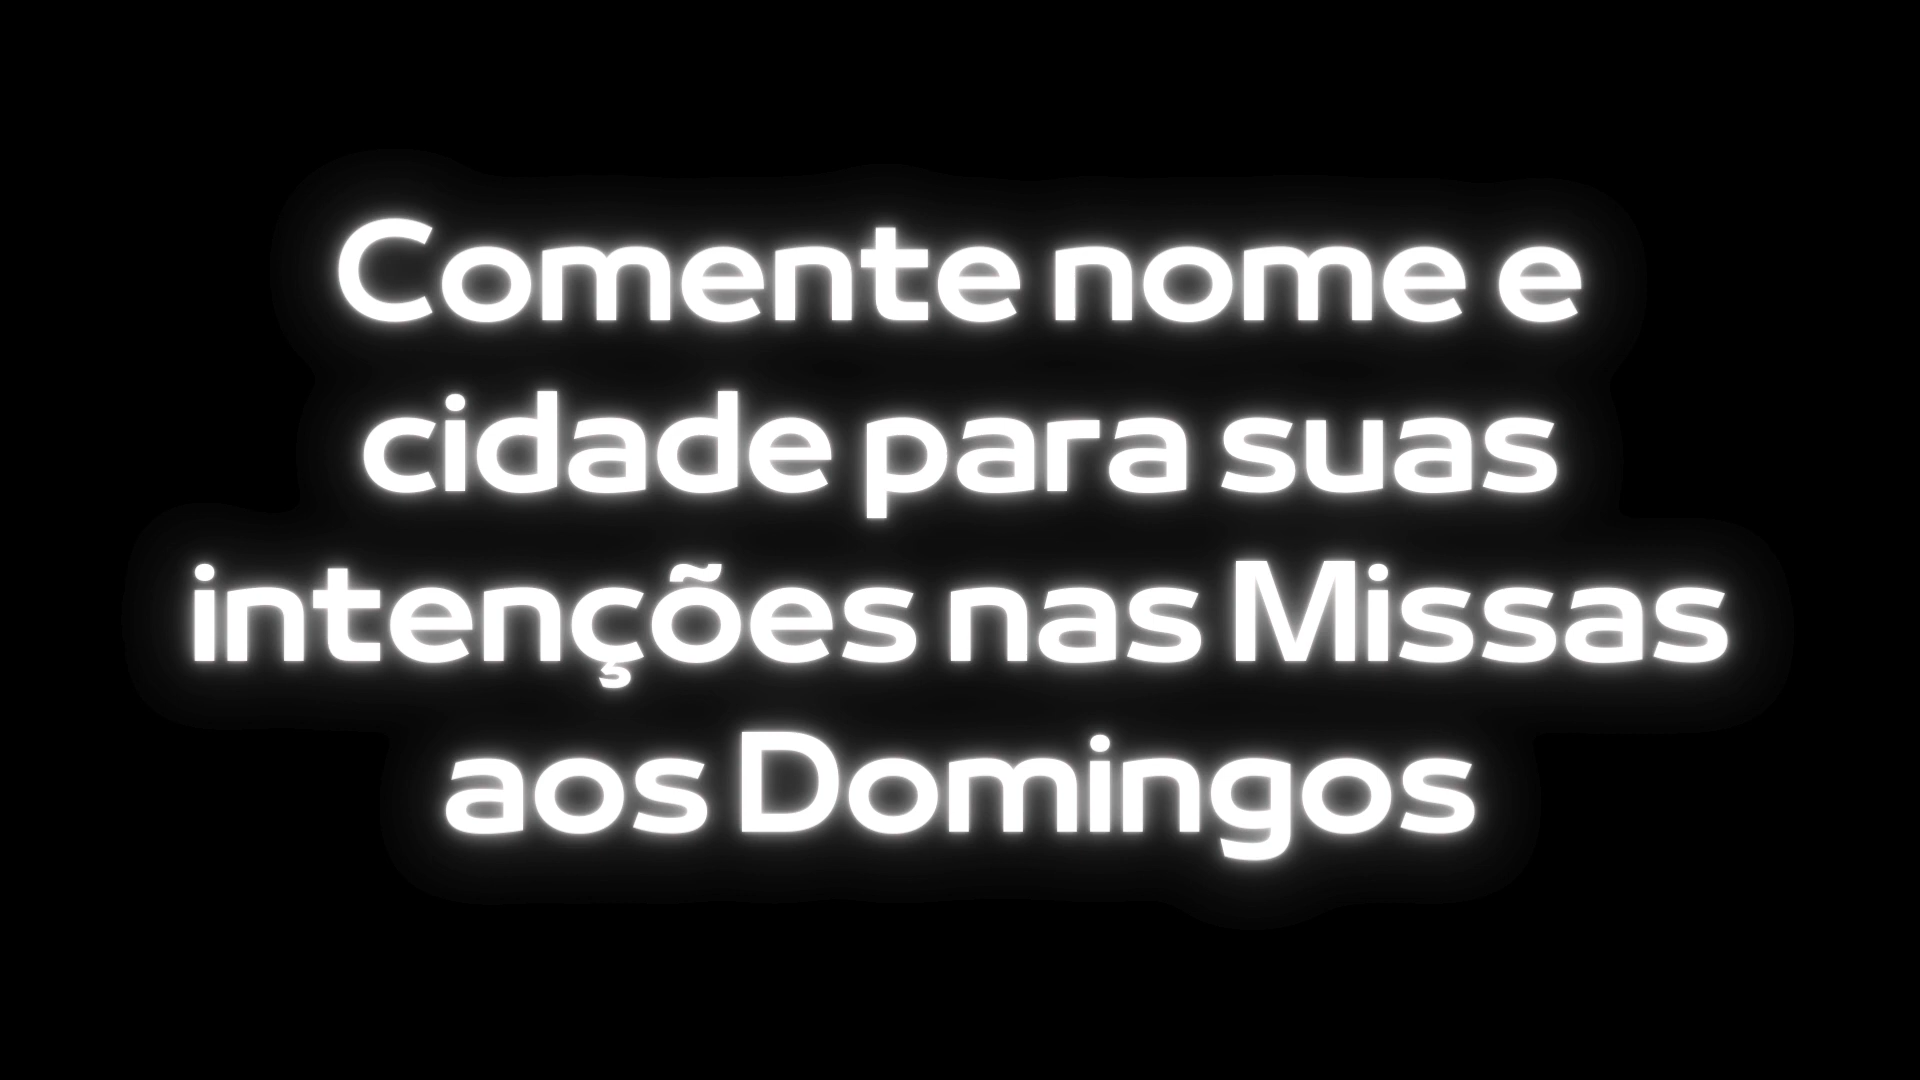 Comente nome e
cidade para suas
intenções nas Missas
aos Domingos